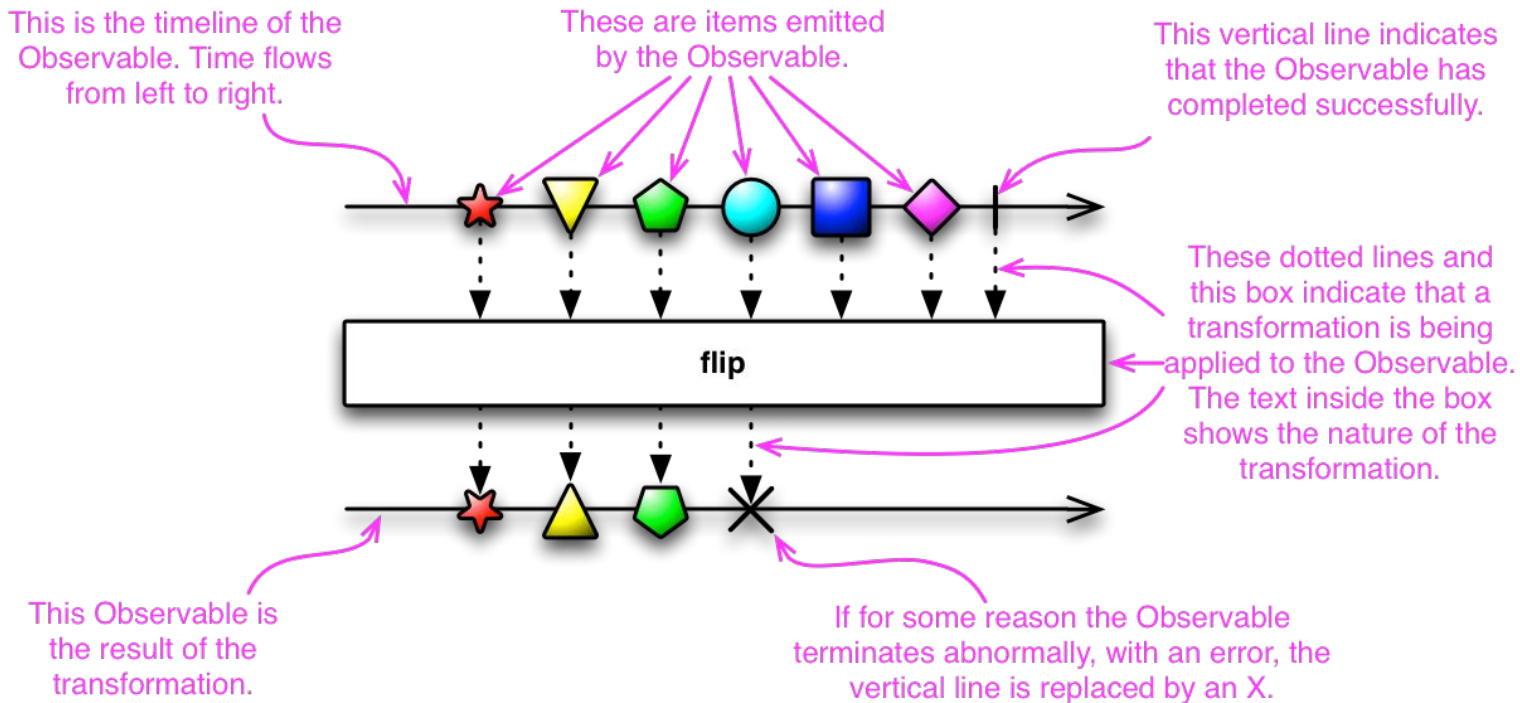 This is the timeline of the
Observable. Time flows
from left to right.
These are items emitted
by the Observable.
This vertical line indicates
that the Observable has
completed successfully.
These dotted lines and
this box indicate that a
transformation is being
applied to the Observable.
The text inside the box
shows the nature of the
transformation.
flip
This Observable is
the result of the
transformation.
If for some reason the Observable
terminates abnormally, with an error, the
vertical line is replaced by an X.